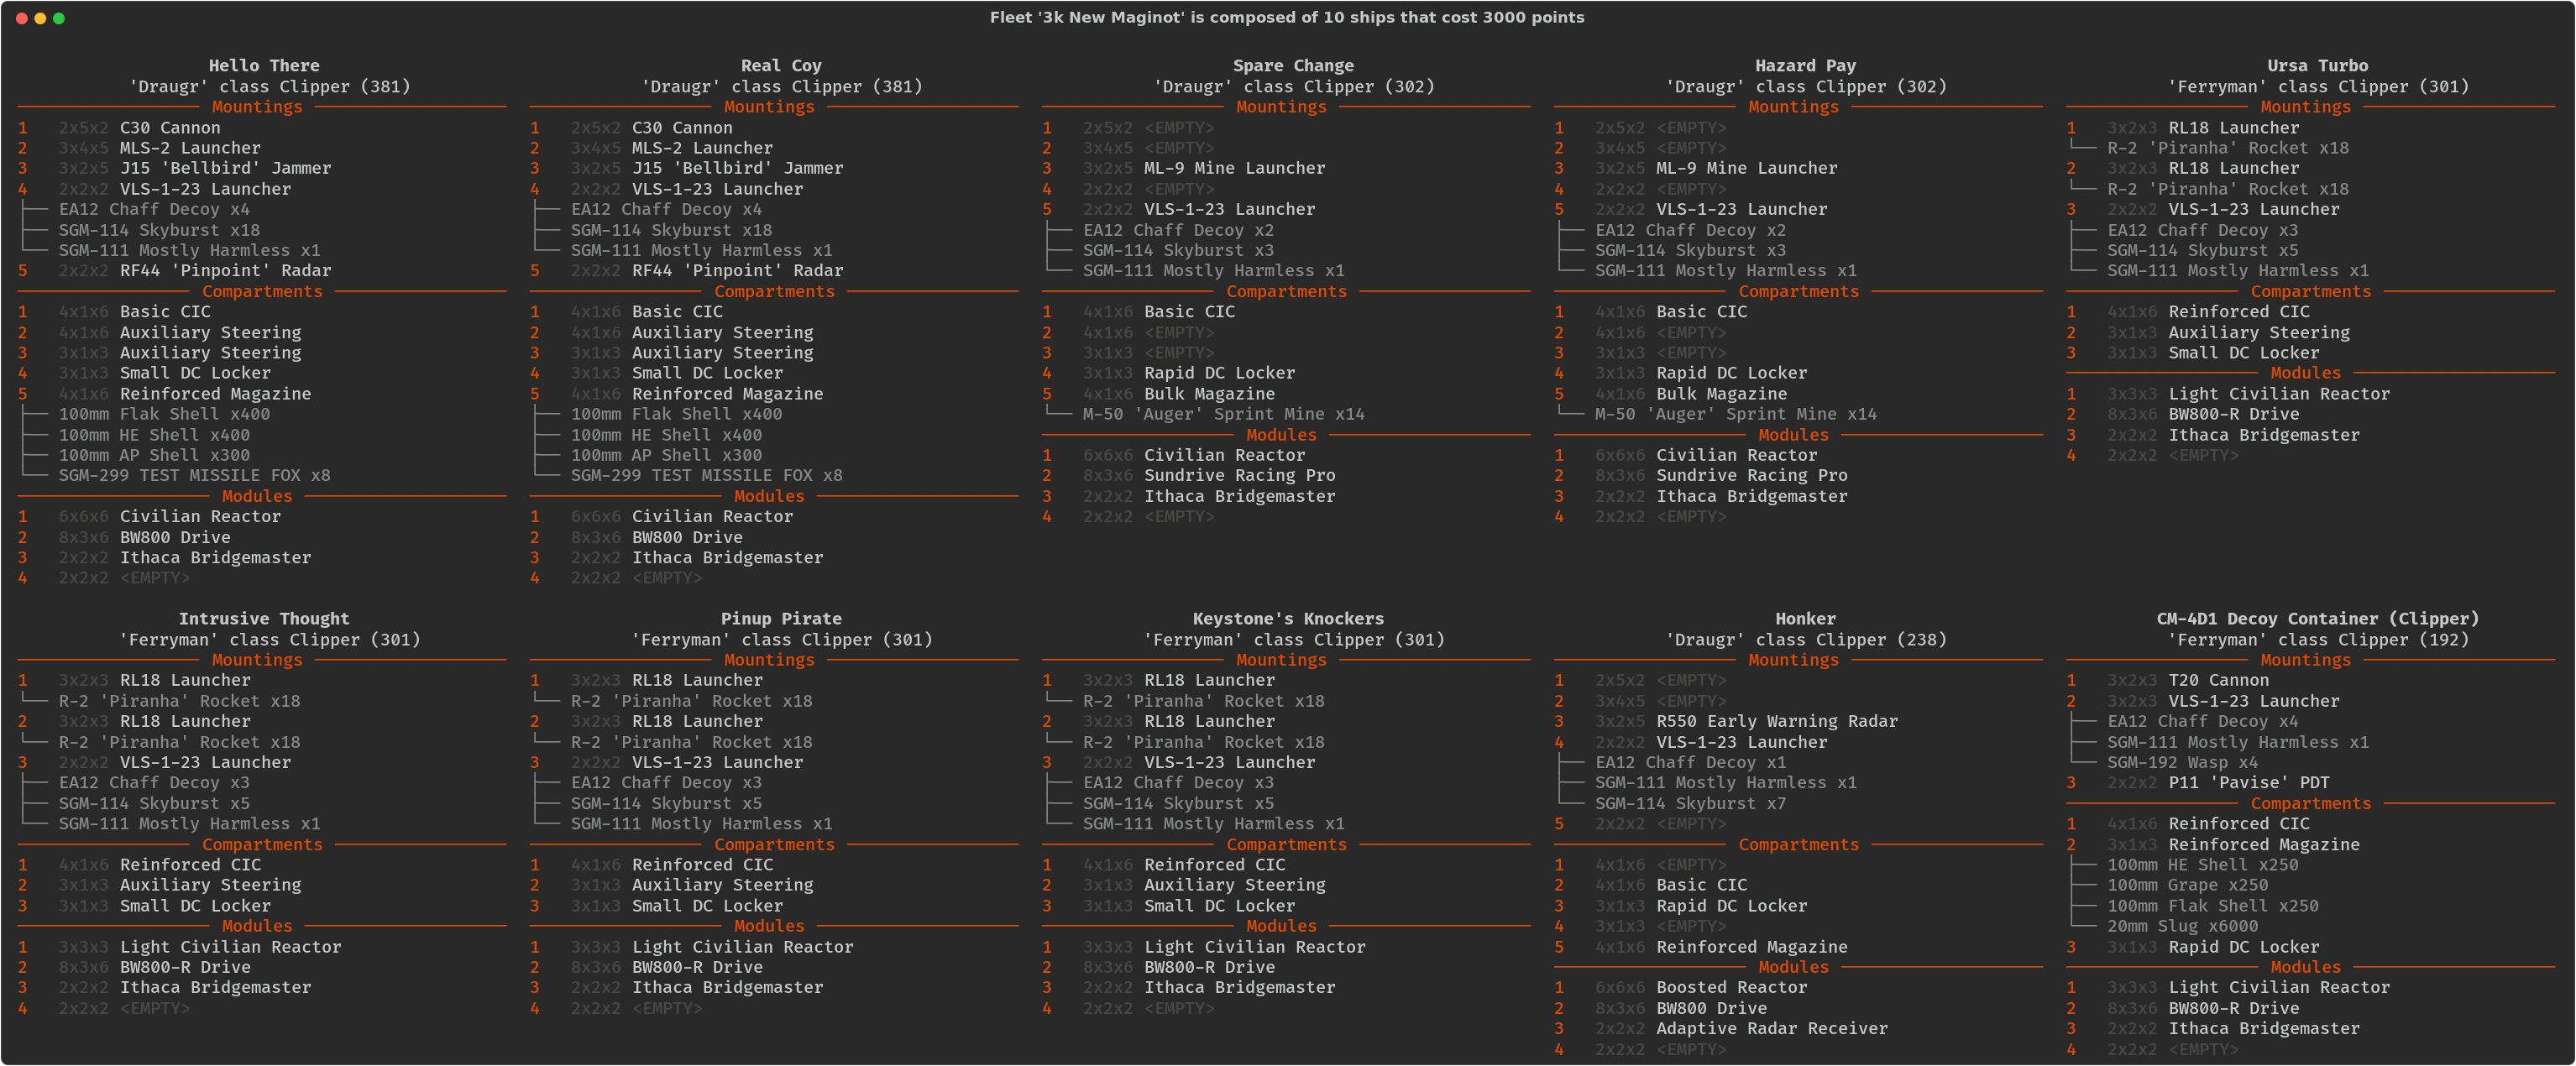 Fleet '3k New Maginot' is composed of 10 ships that cost 3000 points
Hello There
'Draugr' class Clipper (381)
Mountings
1 2x5x2 C30 Cannon
2 3x4x5 MLS-2 Launcher
3 3x2x5 J15 'Bellbird' Jammer
4 2x2x2 VLS-1-23 Launcher
EA12 Chaff Decoy x4
SGM-114 Skyburst x18
SGM-111 Mostly Harmless x1
5 2x2x2 RF44 'Pinpoint' Radar
Compartments
1 4x1x6 Basic CIC
2 4x1x6 Auxiliary Steering
3 3x1x3 Auxiliary Steering
4 3x1x3 Small DC Locker
5 4x1x6 Reinforced Magazine
100mm Flak Shell x400
100mm HE Shell x400
100mm AP Shell x300
SGM-299 TEST MISSILE FOX x8
Modules
1 6x6x6 Civilian Reactor
2 8x3x6 BW800 Drive
3 2x2x2 Ithaca Bridgemaster
4 2x2x2 <EMPTY>
Real Coy
'Draugr' class Clipper (381)
Mountings
1 2x5x2 C30 Cannon
2 3x4x5 MLS-2 Launcher
3 3x2x5 J15 'Bellbird' Jammer
4 2x2x2 VLS-1-23 Launcher
EA12 Chaff Decoy x4
SGM-114 Skyburst x18
SGM-111 Mostly Harmless x1
5 2x2x2 RF44 'Pinpoint' Radar
Compartments
1 4x1x6 Basic CIC
2 4x1x6 Auxiliary Steering
3 3x1x3 Auxiliary Steering
4 3x1x3 Small DC Locker
5 4x1x6 Reinforced Magazine
100mm Flak Shell x400
100mm HE Shell x400
100mm AP Shell x300
SGM-299 TEST MISSILE FOX x8
Modules
1 6x6x6 Civilian Reactor
2 8x3x6 BW800 Drive
3 2x2x2 Ithaca Bridgemaster
4 2x2x2 <EMPTY>
Spare Change
'Draugr' class Clipper (302)
Mountings
1 2x5x2 <EMPTY>
2 3x4x5 <EMPTY>
3 3x2x5 ML-9 Mine Launcher
4 2x2x2 <EMPTY>
5 2x2x2 VLS-1-23 Launcher
EA12 Chaff Decoy x2
SGM-114 Skyburst x3
SGM-111 Mostly Harmless x1
Compartments
1 4x1x6 Basic CIC
2 4x1x6 <EMPTY>
3 3x1x3 <EMPTY>
4 3x1x3 Rapid DC Locker
5 4x1x6 Bulk Magazine
M-50 'Auger' Sprint Mine x14
Modules
1 6x6x6 Civilian Reactor
2 8x3x6 Sundrive Racing Pro
3 2x2x2 Ithaca Bridgemaster
4 2x2x2 <EMPTY>
Hazard Pay
'Draugr' class Clipper (302)
Mountings
1 2x5x2 <EMPTY>
2 3x4x5 <EMPTY>
3 3x2x5 ML-9 Mine Launcher
4 2x2x2 <EMPTY>
5 2x2x2 VLS-1-23 Launcher
EA12 Chaff Decoy x2
SGM-114 Skyburst x3
SGM-111 Mostly Harmless x1
Compartments
1 4x1x6 Basic CIC
2 4x1x6 <EMPTY>
3 3x1x3 <EMPTY>
4 3x1x3 Rapid DC Locker
5 4x1x6 Bulk Magazine
M-50 'Auger' Sprint Mine x14
Modules
1 6x6x6 Civilian Reactor
2 8x3x6 Sundrive Racing Pro
3 2x2x2 Ithaca Bridgemaster
4 2x2x2 <EMPTY>
Ursa Turbo
'Ferryman' class Clipper (301)
Mountings
1 3x2x3 RL18 Launcher
R-2 'Piranha' Rocket x18
2 3x2x3 RL18 Launcher
R-2 'Piranha' Rocket x18
3 2x2x2 VLS-1-23 Launcher
EA12 Chaff Decoy x3
SGM-114 Skyburst x5
SGM-111 Mostly Harmless x1
Compartments
1 4x1x6 Reinforced CIC
2 3x1x3 Auxiliary Steering
3 3x1x3 Small DC Locker
Modules
1 3x3x3 Light Civilian Reactor
2 8x3x6 BW800-R Drive
3 2x2x2 Ithaca Bridgemaster
4 2x2x2 <EMPTY>
Intrusive Thought
'Ferryman' class Clipper (301)
Mountings
1 3x2x3 RL18 Launcher
R-2 'Piranha' Rocket x18
2 3x2x3 RL18 Launcher
R-2 'Piranha' Rocket x18
3 2x2x2 VLS-1-23 Launcher
EA12 Chaff Decoy x3
SGM-114 Skyburst x5
SGM-111 Mostly Harmless x1
Compartments
1 4x1x6 Reinforced CIC
2 3x1x3 Auxiliary Steering
3 3x1x3 Small DC Locker
Modules
1 3x3x3 Light Civilian Reactor
2 8x3x6 BW800-R Drive
3 2x2x2 Ithaca Bridgemaster
4 2x2x2 <EMPTY>
Pinup Pirate
'Ferryman' class Clipper (301)
Mountings
1 3x2x3 RL18 Launcher
R-2 'Piranha' Rocket x18
2 3x2x3 RL18 Launcher
R-2 'Piranha' Rocket x18
3 2x2x2 VLS-1-23 Launcher
EA12 Chaff Decoy x3
SGM-114 Skyburst x5
SGM-111 Mostly Harmless x1
Compartments
1 4x1x6 Reinforced CIC
2 3x1x3 Auxiliary Steering
3 3x1x3 Small DC Locker
Modules
1 3x3x3 Light Civilian Reactor
2 8x3x6 BW800-R Drive
3 2x2x2 Ithaca Bridgemaster
4 2x2x2 <EMPTY>
Keystone's Knockers
'Ferryman' class Clipper (301)
Mountings
1 3x2x3 RL18 Launcher
R-2 'Piranha' Rocket x18
2 3x2x3 RL18 Launcher
R-2 'Piranha' Rocket x18
3 2x2x2 VLS-1-23 Launcher
EA12 Chaff Decoy x3
SGM-114 Skyburst x5
SGM-111 Mostly Harmless x1
Compartments
1 4x1x6 Reinforced CIC
2 3x1x3 Auxiliary Steering
3 3x1x3 Small DC Locker
Modules
1 3x3x3 Light Civilian Reactor
2 8x3x6 BW800-R Drive
3 2x2x2 Ithaca Bridgemaster
4 2x2x2 <EMPTY>
Honker
'Draugr' class Clipper (238)
Mountings
1 2x5x2 <EMPTY>
2 3x4x5 <EMPTY>
3 3x2x5 R550 Early Warning Radar
4 2x2x2 VLS-1-23 Launcher
EA12 Chaff Decoy x1
SGM-111 Mostly Harmless x1
SGM-114 Skyburst x7
5 2x2x2 <EMPTY>
Compartments
1 4x1x6 <EMPTY>
2 4x1x6 Basic CIC
3 3x1x3 Rapid DC Locker
4 3x1x3 <EMPTY>
5 4x1x6 Reinforced Magazine
Modules
1 6x6x6 Boosted Reactor
2 8x3x6 BW800 Drive
3 2x2x2 Adaptive Radar Receiver
4 2x2x2 <EMPTY>
CM-4D1 Decoy Container (Clipper)
'Ferryman' class Clipper (192)
Mountings
1 3x2x3 T20 Cannon
2 3x2x3 VLS-1-23 Launcher
EA12 Chaff Decoy x4
SGM-111 Mostly Harmless x1
SGM-192 Wasp x4
3 2x2x2 P11 'Pavise' PDT
Compartments
1 4x1x6 Reinforced CIC
2 3x1x3 Reinforced Magazine
100mm HE Shell x250
100mm Grape x250
100mm Flak Shell x250
20mm Slug x6000
3 3x1x3 Rapid DC Locker
Modules
1 3x3x3 Light Civilian Reactor
2 8x3x6 BW800-R Drive
3 2x2x2 Ithaca Bridgemaster
4 2x2x2 <EMPTY>